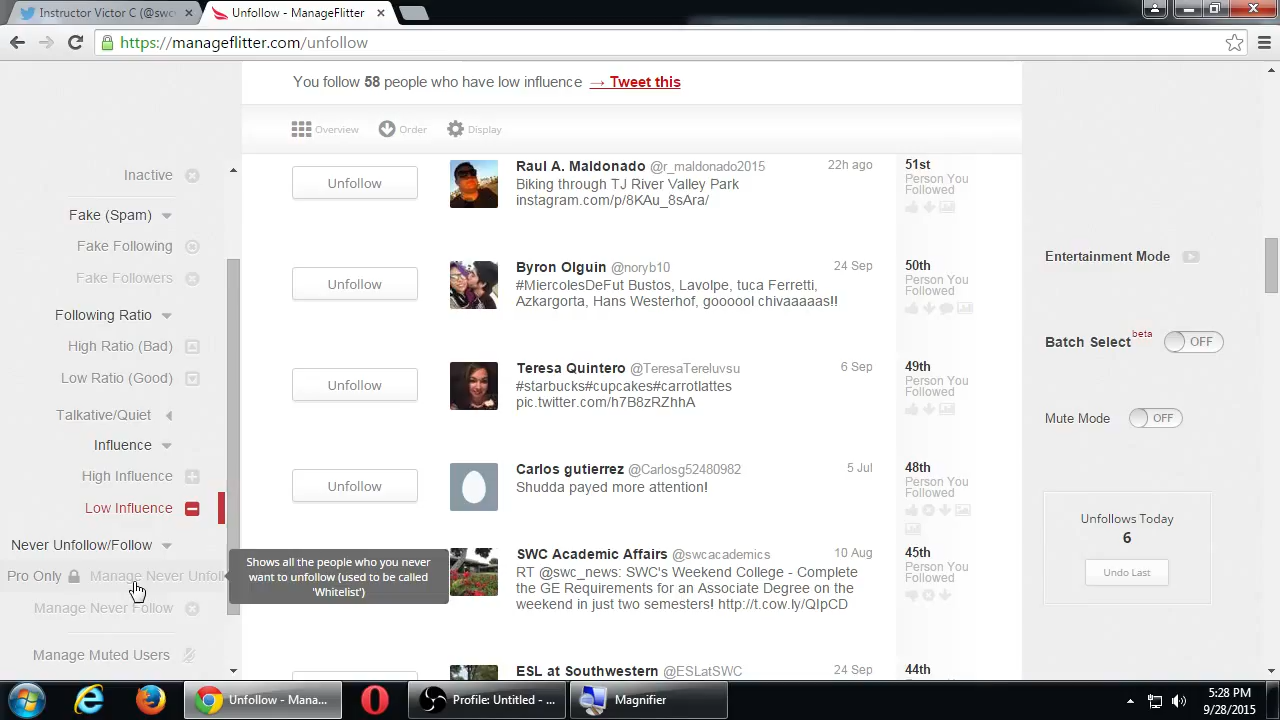 Instructor Victor C (@swc
Unfollow - ManageFlitter
https://manageflitter.com/unfollow
You follow 58 people who have low influence → Tweet this
Overview Order Display
Inactive
Fake (Spam)
Fake Following
Fake Followers
Following Ratio
High Ratio (Bad)
Low Ratio (Good)
Talkative/Quiet
Influence
High Influence
Low Influence
Never Unfollow/Follow
Pro Only Manage Never Unfoll
Manage Never Follow
Manage Muted Users
Shows all the people who you never
want to unfollow (used to be called
'Whitelist')
Unfollow
Raul A. Maldonado @r_maldonado2015 22h ago
Biking through TJ River Valley Park
instagram.com/p/8KAu_8sAra/
51st
Person You
Followed
Unfollow
Byron Olguin @noryb10 24 Sep
#MiercolesDeFut Bustos, Lavolpe, tuca Ferretti,
Azkargorta, Hans Westerhof, goooool chivaaaaas!!
50th
Person You
Followed
Unfollow
Teresa Quintero @TeresaTereluvsu 6 Sep
#starbucks#cupcakes#carrotlattes
pic.twitter.com/h7B8zRZhhA
49th
Person You
Followed
Unfollow
Carlos gutierrez @Carlosg52480982 5 Jul
Shudda payed more attention!
48th
Person You
Followed
SWC Academic Affairs @swcacademics 10 Aug
RT @swc_news: SWC's Weekend College - Complete
the GE Requirements for an Associate Degree on the
weekend in just two semesters! http://t.cow.ly/QIpCD
45th
Person You
Followed
ESL at Southwestern @ESLatSWC 24 Sep
44th
Person You
Entertainment Mode
Batch Select beta OFF
Mute Mode OFF
Unfollows Today
6
Undo Last
Unfollow - Mana...
Profile: Untitled - ...
Magnifier
5:28 PM
9/28/2015